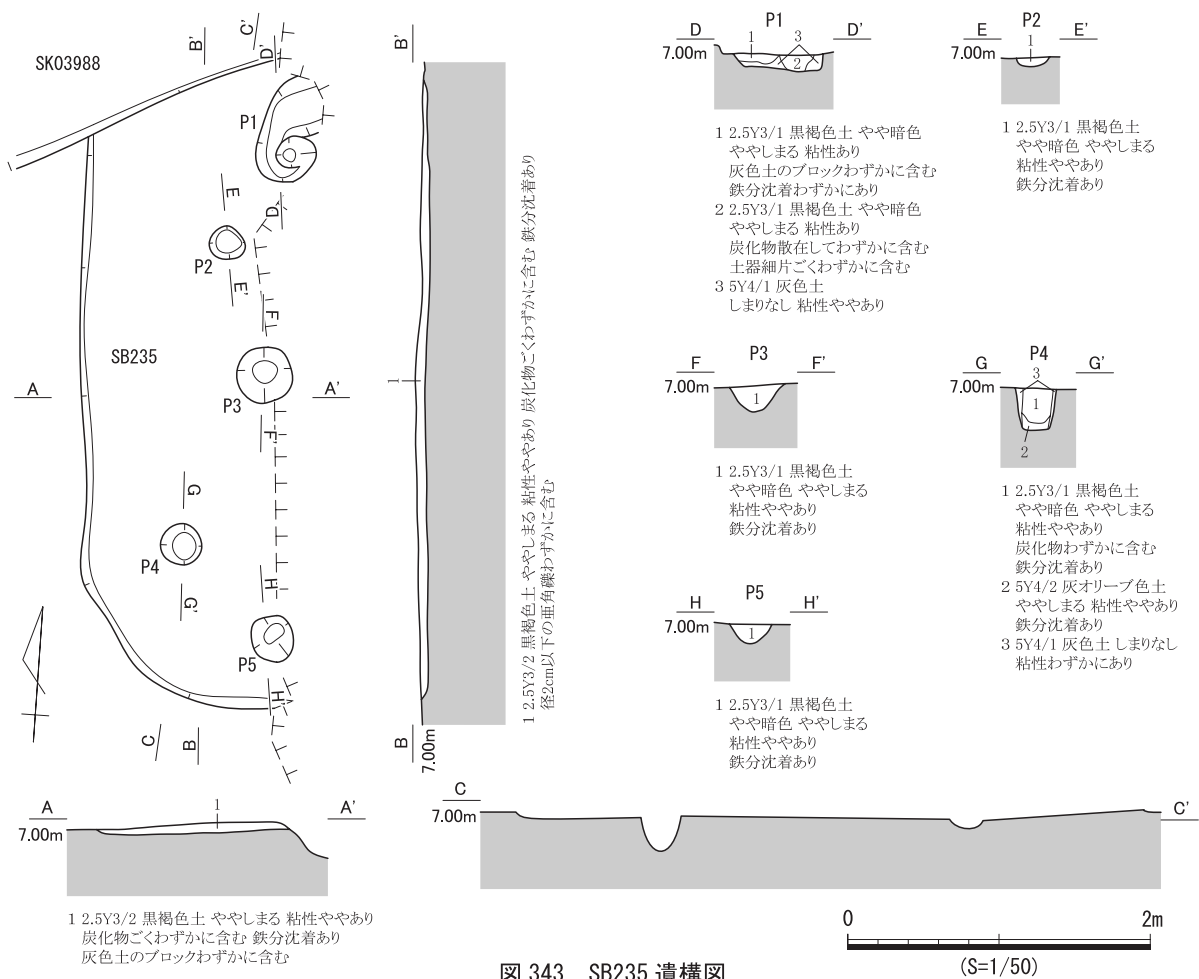 SK03988
B'
C'
D'
P1
E
D
P2
E'
F
SB235
A
A'
P3
F'
G
P4
G'
H
P5
H'
C
B
B'
1
B
7.00m
1 2.5Y3/2 黒褐色土 ややしまる 粘性ややあり 炭化物ごくわずかに含む 鉄分沈着あり
径2cm以下の亜角礫わずかに含む
P1
D
D'
7.00m
1
3
2
1 2.5Y3/1 黒褐色土 やや暗色
ややしまる 粘性あり
灰色土のブロックわずかに含む
鉄分沈着わずかにあり
2 2.5Y3/1 黒褐色土 やや暗色
ややしまる 粘性あり
炭化物散在してわずかに含む
土器細片ごくわずかに含む
3 5Y4/1 灰色土
しまりなし 粘性ややあり
P2
E
E'
7.00m
1
1 2.5Y3/1 黒褐色土
やや暗色 ややしまる
粘性ややあり
鉄分沈着あり
P3
F
F'
7.00m
1
1 2.5Y3/1 黒褐色土
やや暗色 ややしまる
粘性ややあり
鉄分沈着あり
P4
G
G'
7.00m
3
1
2
1 2.5Y3/1 黒褐色土
やや暗色 ややしまる
粘性ややあり
炭化物わずかに含む
鉄分沈着あり
2 5Y4/2 灰オリーブ色土
ややしまる 粘性ややあり
鉄分沈着あり
3 5Y4/1 灰色土 しまりなし
粘性わずかにあり
P5
H
H'
7.00m
1
1 2.5Y3/1 黒褐色土
やや暗色 ややしまる
粘性ややあり
鉄分沈着あり
A
A'
7.00m
1
1 2.5Y3/2 黒褐色土 ややしまる 粘性ややあり
炭化物ごくわずかに含む 鉄分沈着あり
灰色土のブロックわずかに含む
C
C'
7.00m
0
2m
(S=1/50)
図 343 SB235 遺構図